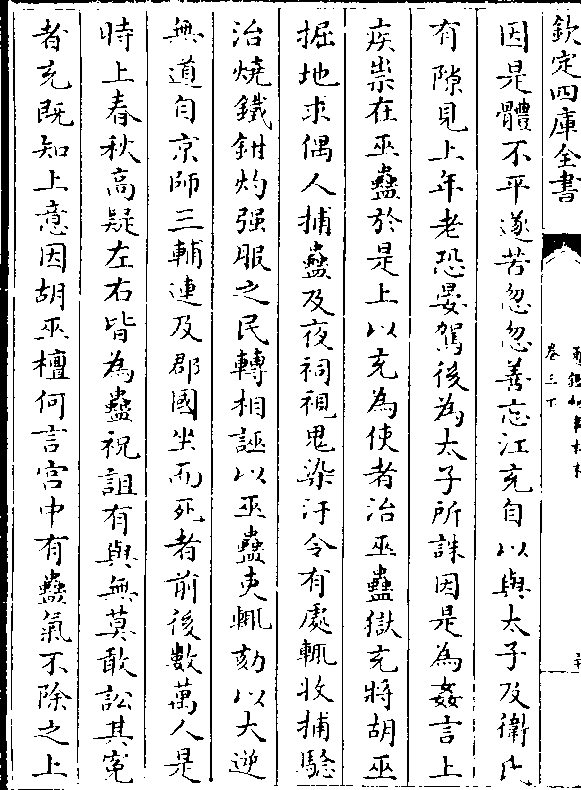 欽定四庫全書
卷三下
因是體不平遂苦忽忽善忘江充自以與太子及衛氏
有隙見上年老恐晏駕後為太子所誅因是為姦言上
疾祟在巫蠱於是上以充為使者治巫蠱獄充將胡巫
掘地求偶人捕蠱及夜祠視鬼染汙令有處輒收捕驗
治燒鐵鉗灼强服之民轉相誣以巫蠱吏輒劾以大逆
無道自京師三輔連及郡國坐而死者前後數萬人是
時上春秋高疑左右皆為蠱祝詛有與無莫敢訟其寃
者充既知上意因胡巫檀何言宫中有蠱氣不除之上